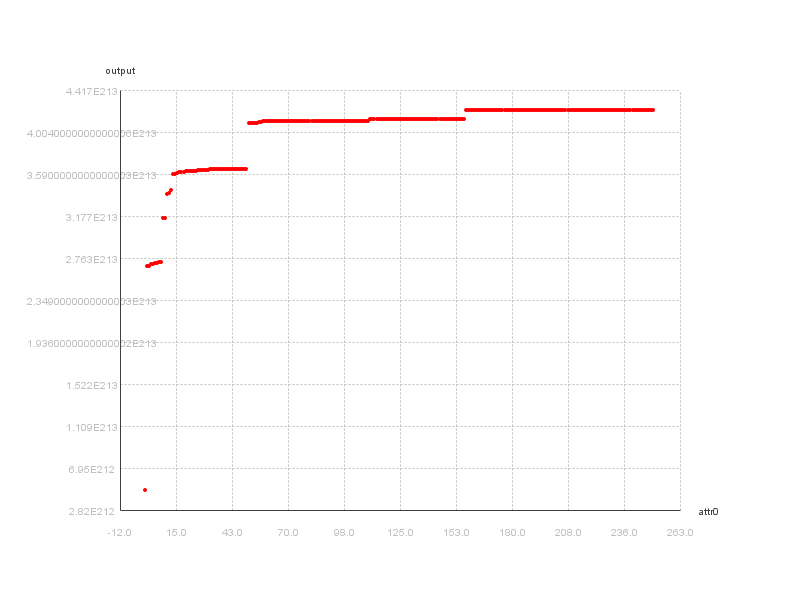 output
4.417E213
4.0040000000000006E213
3.5900000000000003E213
3.177E213
2.763E213
2.3490000000000003E213
1.9360000000000002E213
1.522E213
1.109E213
6.95E212
2.82E212
attr0
-12.0 15.0 43.0 70.0 98.0 125.0 153.0 180.0 208.0 236.0 263.0